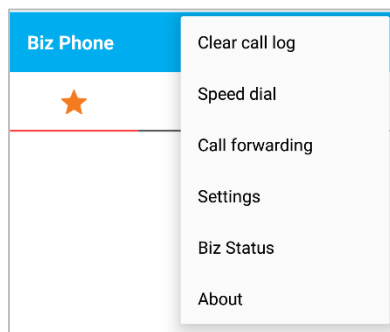 Biz Phone
Clear call log
Speed dial
Call forwarding
Settings
Biz Status
About